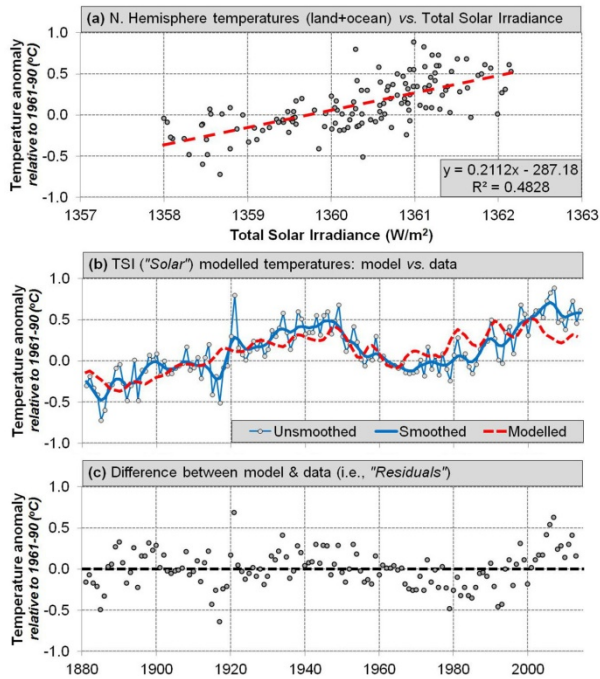 (a) N. Hemisphere temperatures (land+ocean) vs. Total Solar Irradiance
Temperature anomaly
relative to 1961-90 (ºC)
1.0
0.5
0.0
-0.5
-1.0
y = 0.2112x - 287.18
R² = 0.4828
1357 1358 1359 1360 1361 1362 1363
Total Solar Irradiance (W/m²)
(b) TSI ("Solar") modelled temperatures: model vs. data
Temperature anomaly
relative to 1961-90 (ºC)
1.0
0.5
0.0
-0.5
-1.0
Unsmoothed Smoothed Modelled
(c) Difference between model & data (i.e., "Residuals")
Temperature anomaly
relative to 1961-90 (ºC)
1.0
0.5
0.0
-0.5
-1.0
1880 1900 1920 1940 1960 1980 2000